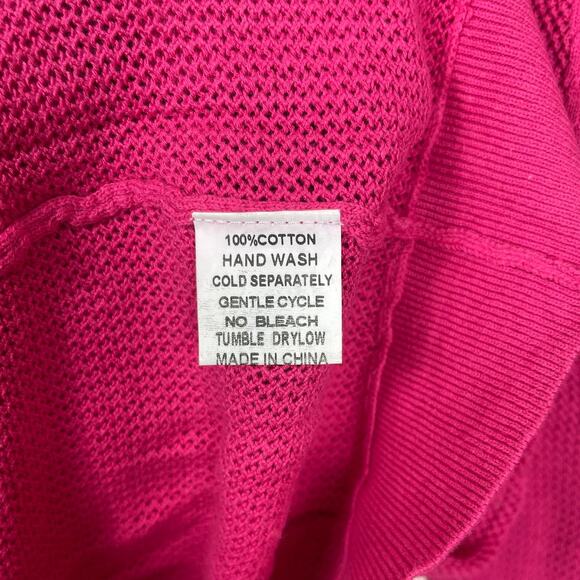 100%COTTON
HAND WASH
COLD SEPARATELY
GENTLE CYCLE
NO BLEACH
TUMBLE DRYLOW
MADE IN CHINA